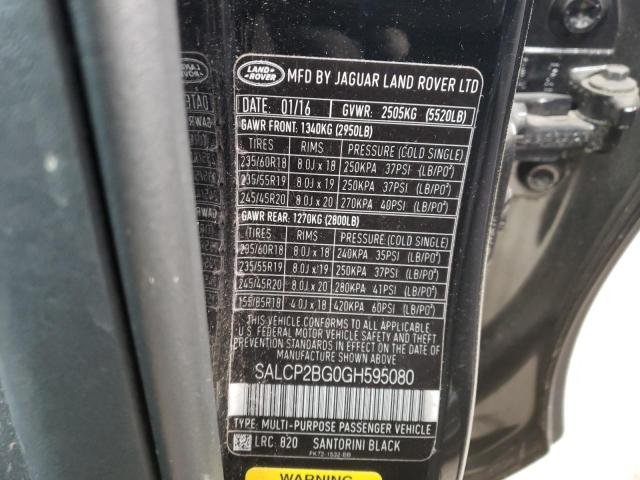 LAND ROVER
MFD BY JAGUAR LAND ROVER LTD
DATE: 01/16 GVWR: 2505KG (5520LB)
GAWR FRONT: 1340KG (2950LB)
TIRES RIMS PRESSURE (COLD SINGLE)
235/60R18 8.0J x 18 250KPA 37PSI (LB/PO²)
235/55R19 8.0J x 19 250KPA 37PSI (LB/PO²)
245/45R20 8.0J x 20 270KPA 40PSI (LB/PO²)
GAWR REAR: 1270KG (2800LB)
TIRES RIMS PRESSURE (COLD SINGLE)
235/60R18 8.0J x 18 240KPA 35PSI (LB/PO²)
235/55R19 8.0J x 19 250KPA 37PSI (LB/PO²)
245/45R20 8.0J x 20 280KPA 41PSI (LB/PO²)
155/85R18 4.0J x 18 420KPA 60PSI (LB/PO²)
THIS VEHICLE CONFORMS TO ALL APPLICABLE
U.S. FEDERAL MOTOR VEHICLE SAFETY AND
THEFT PREVENTION STANDARDS IN EFFECT ON
THE DATE OF MANUFACTURE SHOWN ABOVE.
SALCP2BG0GH595080
TYPE: MULTI-PURPOSE PASSENGER VEHICLE
LRC: 820 SANTORINI BLACK
FK72-1532-BB
WARNING